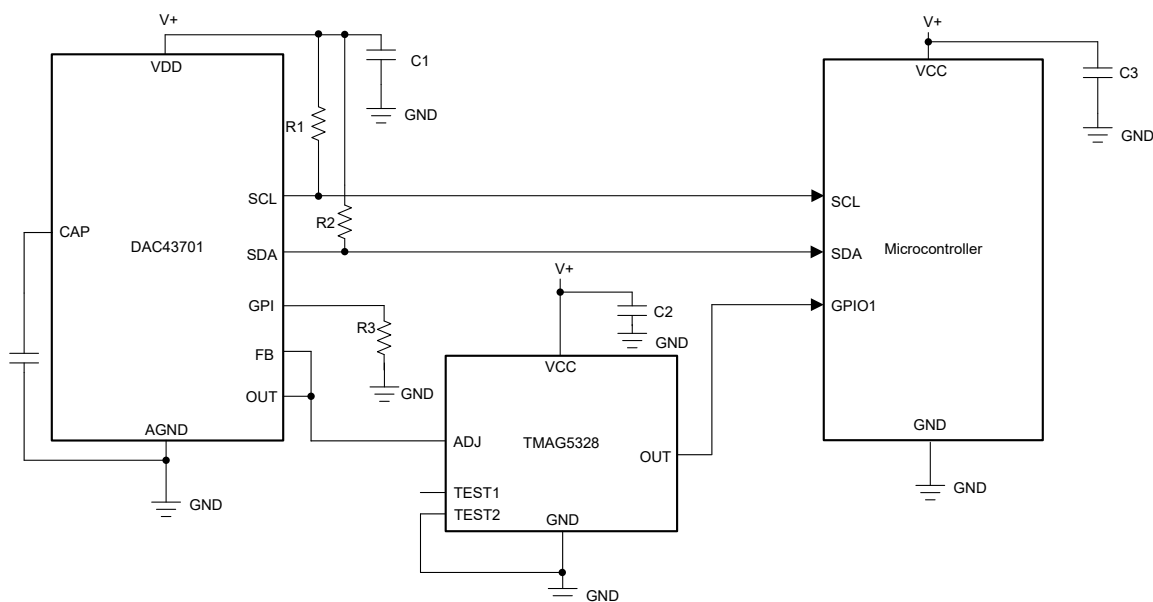 V+
V+
VDD
C1
VCC
C3
GND
R1
GND
SCL
SCL
R2
CAP
DAC43701
SDA
SDA
Microcontroller
V+
GPI
GPIO1
C2
R3
GND
FB
VCC
GND
OUT
AGND
GND
ADJ
TMAG5328
OUT
TEST1
GND
GND
TEST2
GND
GND